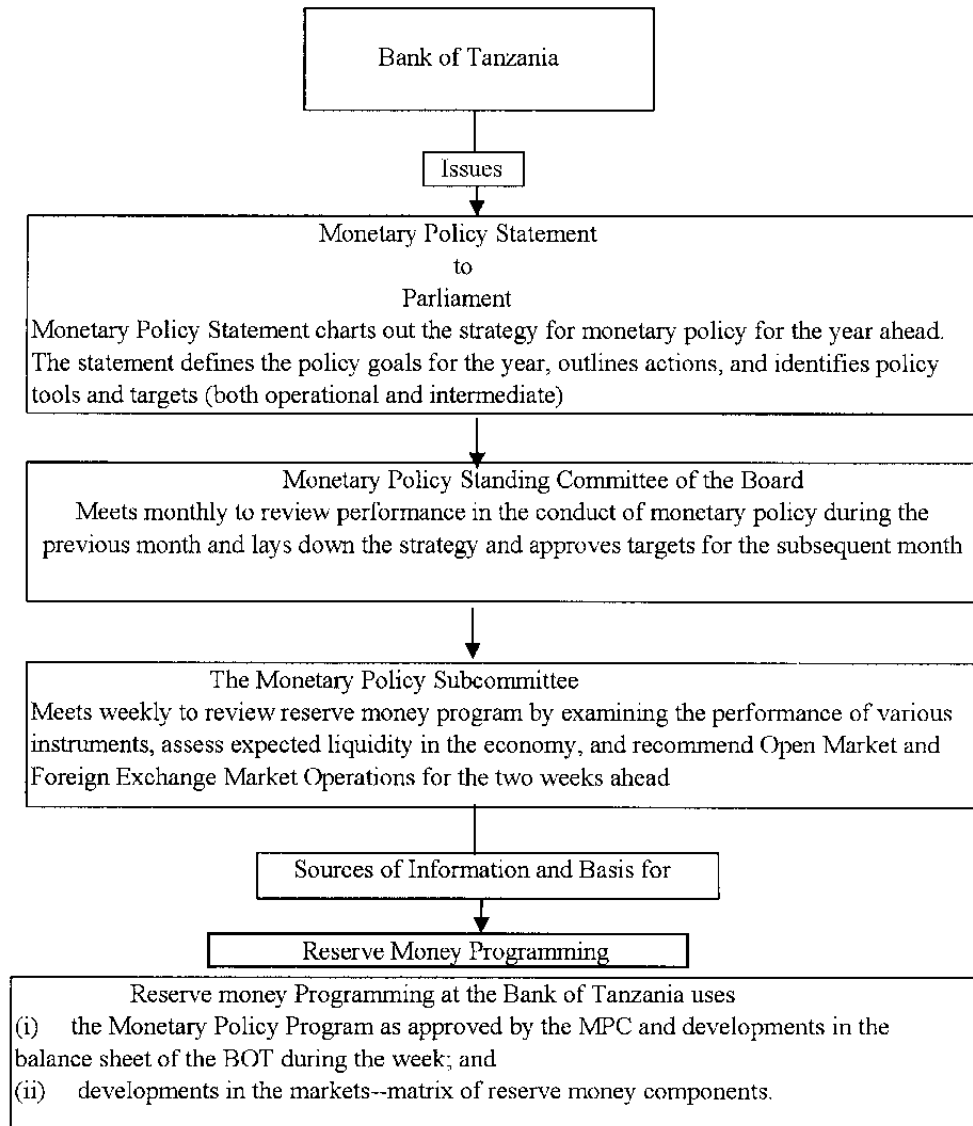 Bank of Tanzania
Issues
Monetary Policy Statement
to
Parliament
Monetary Policy Statement charts out the strategy for monetary policy for the year ahead.
The statement defines the policy goals for the year, outlines actions, and identifies policy
tools and targets (both operational and intermediate)
Monetary Policy Standing Committee of the Board
Meets monthly to review performance in the conduct of monetary policy during the
previous month and lays down the strategy and approves targets for the subsequent month
The Monetary Policy Subcommittee
Meets weekly to review reserve money program by examining the performance of various
instruments, assess expected liquidity in the economy, and recommend Open Market and
Foreign Exchange Market Operations for the two weeks ahead
Sources of Information and Basis for
Reserve Money Programming
Reserve money Programming at the Bank of Tanzania uses
(i) the Monetary Policy Program as approved by the MPC and developments in the
balance sheet of the BOT during the week; and
(ii) developments in the markets--matrix of reserve money components.